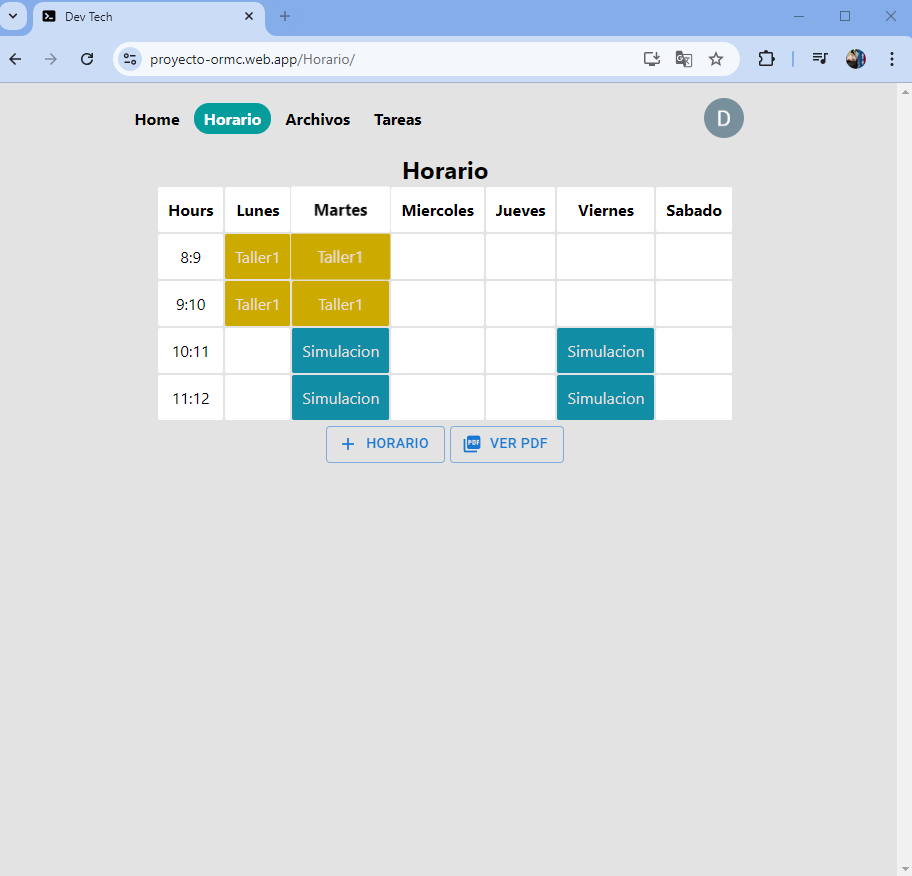 Dev Tech
proyecto-ormc.web.app/Horario/
Home Horario Archivos Tareas D
Horario
Hours Lunes Martes Miercoles Jueves Viernes Sabado
8:9 Taller1 Taller1
9:10 Taller1 Taller1
10:11 Simulacion Simulacion
11:12 Simulacion Simulacion
+ HORARIO PDF VER PDF